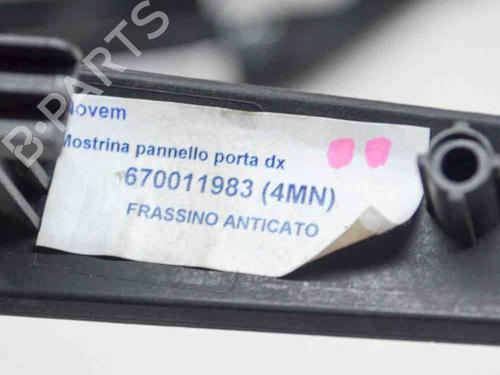 Novem
Mostrina pannello porta dx
670011983 (4MN)
FRASSINO ANTICATO
B-PARTS